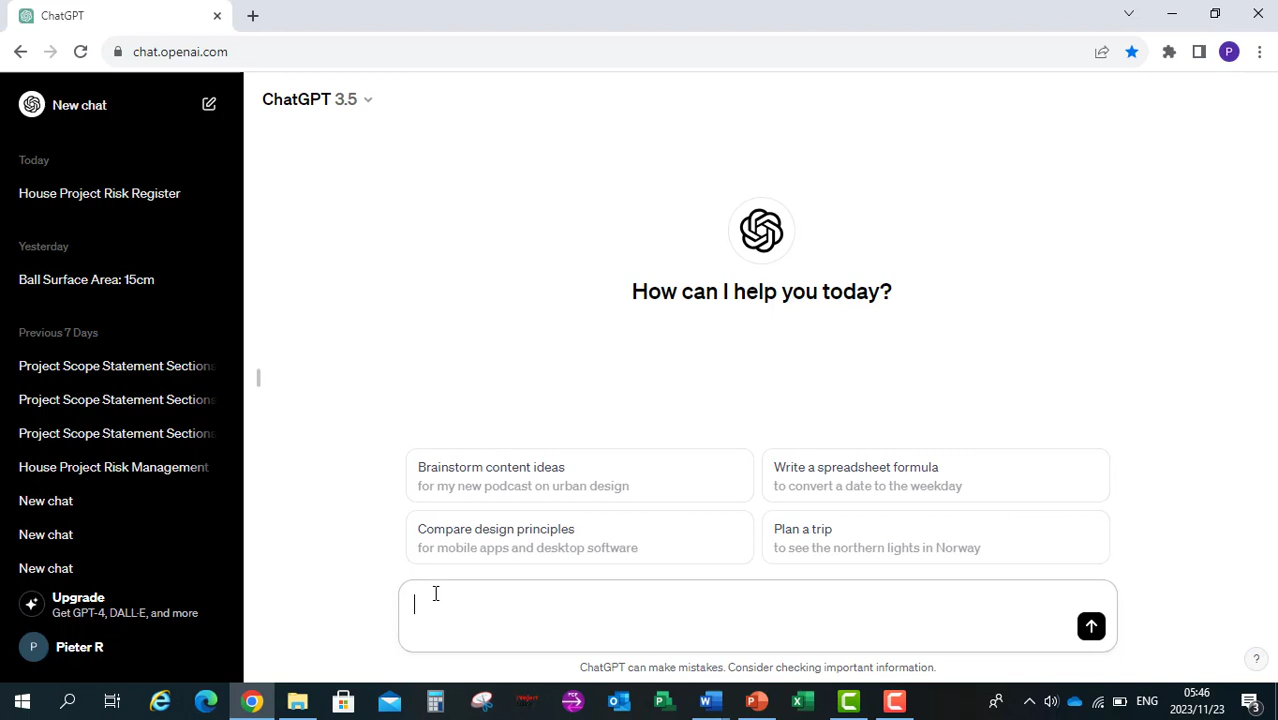 ChatGPT
chat.openai.com
P
New chat
Today
House Project Risk Register
Yesterday
Ball Surface Area: 15cm
Previous 7 Days
Project Scope Statement Sections
Project Scope Statement Sections
Project Scope Statement Sections
House Project Risk Management
New chat
New chat
New chat
Upgrade
Get GPT-4, DALL·E, and more
P
Pieter R
ChatGPT 3.5
How can I help you today?
Brainstorm content ideas
for my new podcast on urban design
Write a spreadsheet formula
to convert a date to the weekday
Compare design principles
for mobile apps and desktop software
Plan a trip
to see the northern lights in Norway
ChatGPT can make mistakes. Consider checking important information.
?
ENG
05:46
2023/11/23
3